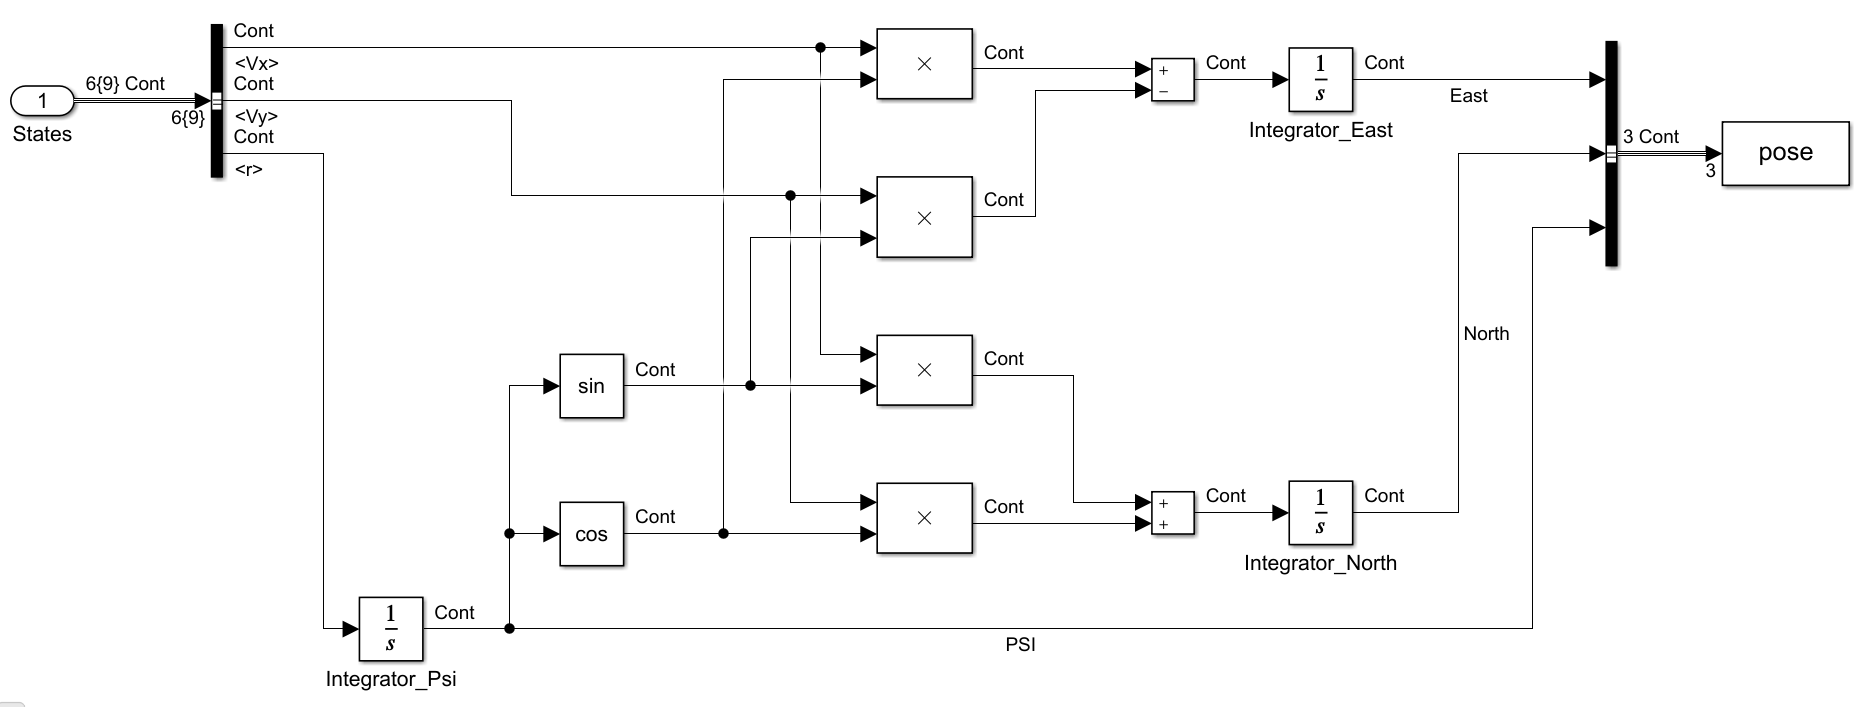 Cont
<Vx>
6{9} Cont
Cont
1
6{9}
<Vy>
States
Cont
<r>
×
Cont
+
−
Cont
1
s
Cont
East
Integrator_East
×
Cont
3 Cont
3
pose
sin
Cont
×
Cont
North
cos
Cont
×
Cont
+
+
Cont
1
s
Cont
Integrator_North
1
s
Cont
PSI
Integrator_Psi